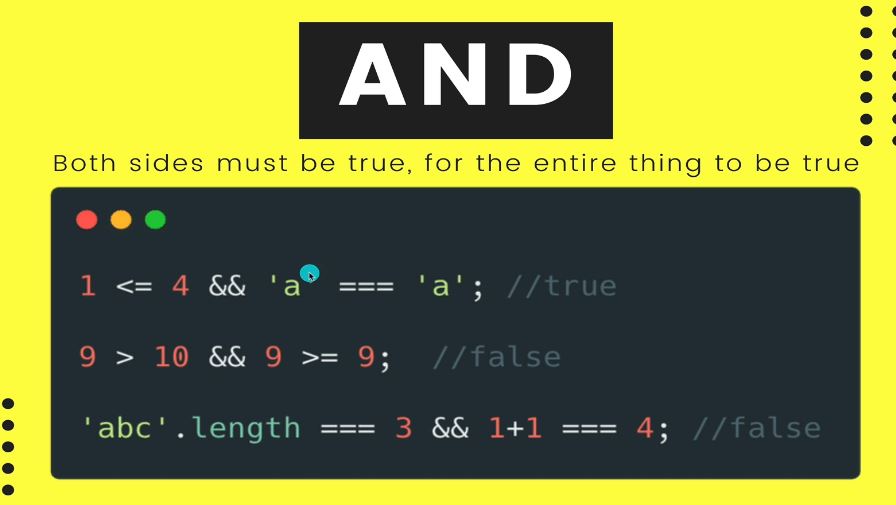 AND
Both sides must be true, for the entire thing to be true
1 <= 4 && 'a' === 'a'; //true
9 > 10 && 9 >= 9; //false
'abc'.length === 3 && 1+1 === 4; //false